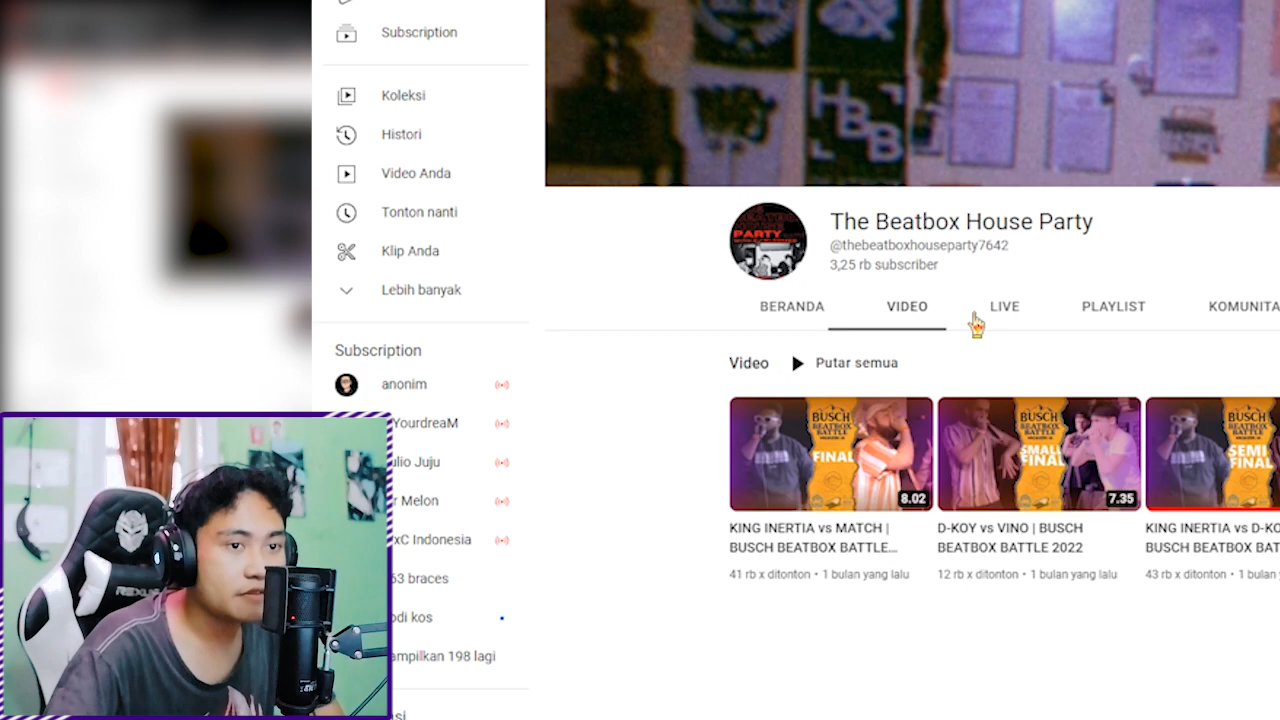 Subscription
Koleksi
Histori
Video Anda
Tonton nanti
Klip Anda
Lebih banyak
Subscription
anonim
YourdreaM
ulio Juju
r Melon
xC Indonesia
63 braces
odi kos
ampilkan 198 lagi
HBB
PARTY
The Beatbox House Party
@thebeatboxhouseparty7642
3,25 rb subscriber
BERANDA
VIDEO
LIVE
PLAYLIST
KOMUNITA
Video
Putar semua
BUSCH
BEATBOX
BATTLE
FINAL
8.02
BUSCH
BEATBOX
BATTLE
SMALL
FINAL
7.35
BUSCH
BEATBOX
BATTLE
SEMI
FINAL
KING INERTIA vs MATCH |
BUSCH BEATBOX BATTLE...
41 rb x ditonton • 1 bulan yang lalu
D-KOY vs VINO | BUSCH
BEATBOX BATTLE 2022
12 rb x ditonton • 1 bulan yang lalu
KING INERTIA vs D-KO
BUSCH BEATBOX BAT
43 rb x ditonton • 1 bulan
REXUS